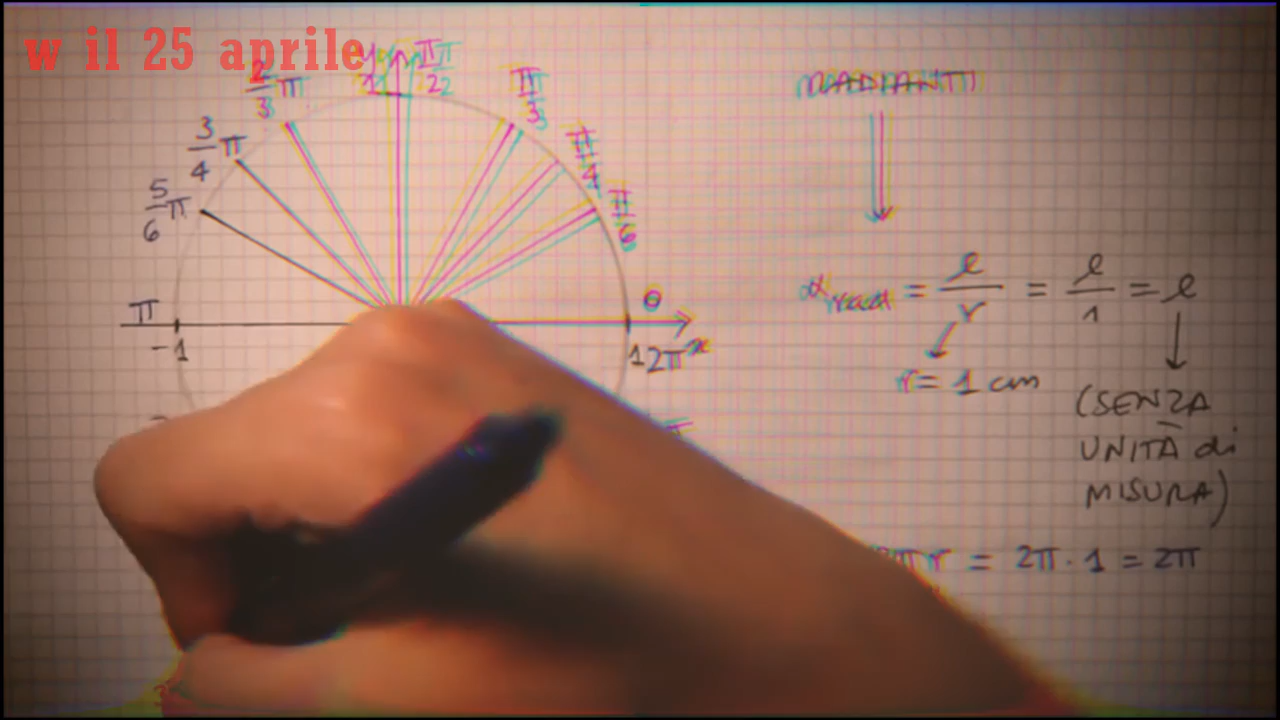 w il 25 aprile
2/3 π
y
1
π/2
π/3
3/4 π
π/4
5/6 π
π/6
π
0
-1
1
2π
x
RADIANTI
α rad = l/r = l/1 = l
r = 1 cm
(SENZA
UNITÀ di
MISURA)
πr = 2π · 1 = 2π